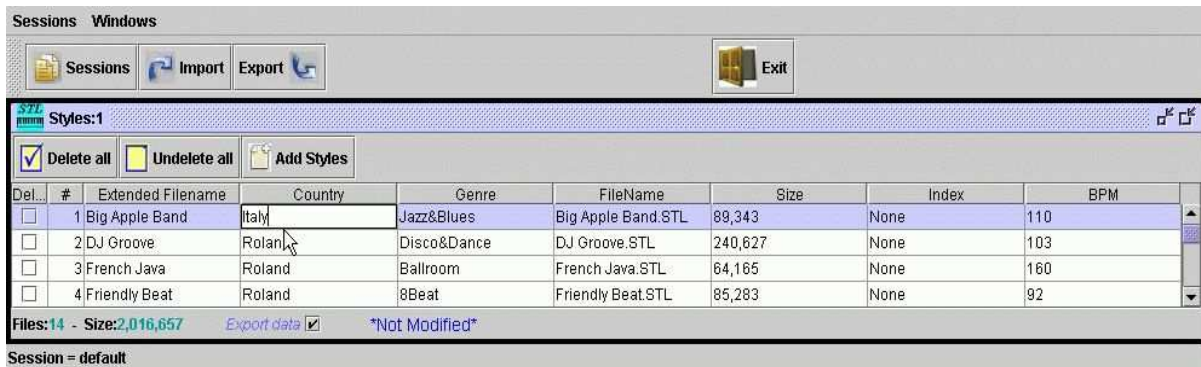 Sessions Windows
Sessions Import Export Exit
STL Styles:1
Delete all Undelete all Add Styles
Del... # Extended Filename Country Genre FileName Size Index BPM
1 Big Apple Band Italy Jazz&Blues Big Apple Band.STL 89,343 None 110
2 DJ Groove Roland Disco&Dance DJ Groove.STL 240,627 None 103
3 French Java Roland Ballroom French Java.STL 64,165 None 160
4 Friendly Beat Roland 8Beat Friendly Beat.STL 85,283 None 92
Files:14 - Size:2,016,657 Export data *Not Modified*
Session = default